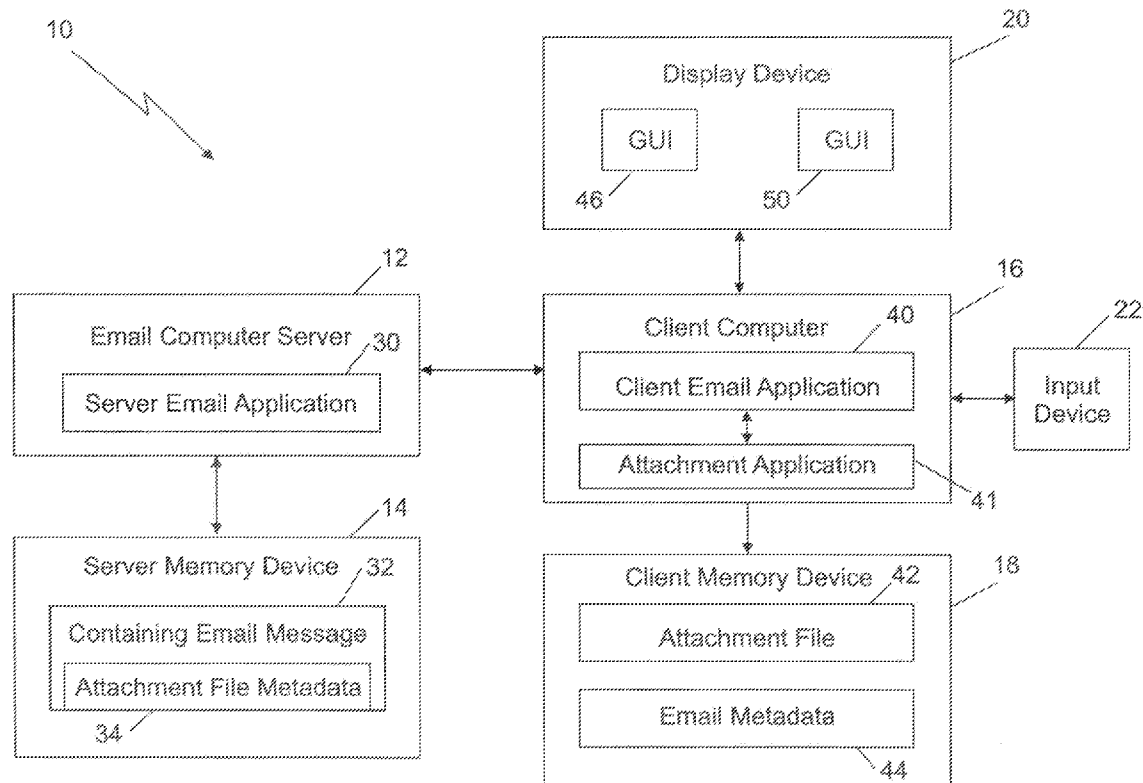 10
20
Display Device
GUI
GUI
46
50
12
16
Email Computer Server
30
Server Email Application
Client Computer
40
Client Email Application
Attachment Application
41
22
Input
Device
14
Server Memory Device
32
Containing Email Message
Attachment File Metadata
34
18
Client Memory Device
42
Attachment File
Email Metadata
44